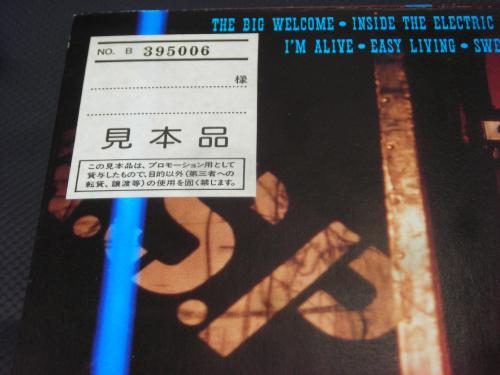 THE BIG WELCOME • INSIDE THE ELECTRIC
I'M ALIVE • EASY LIVING •
NO. B 395006
様
見本品
この見本品は、プロモーション用として
貸与したもので、目的以外(第三者への
転貸、譲渡等)の使用を固く禁じます。